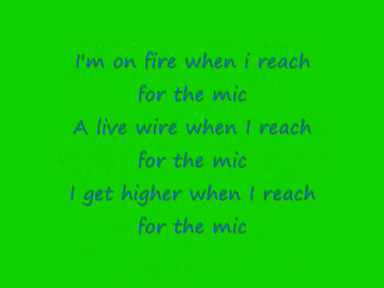 I'm on fire when i reach
for the mic
A live wire when I reach
for the mic
I get higher when I reach
for the mic